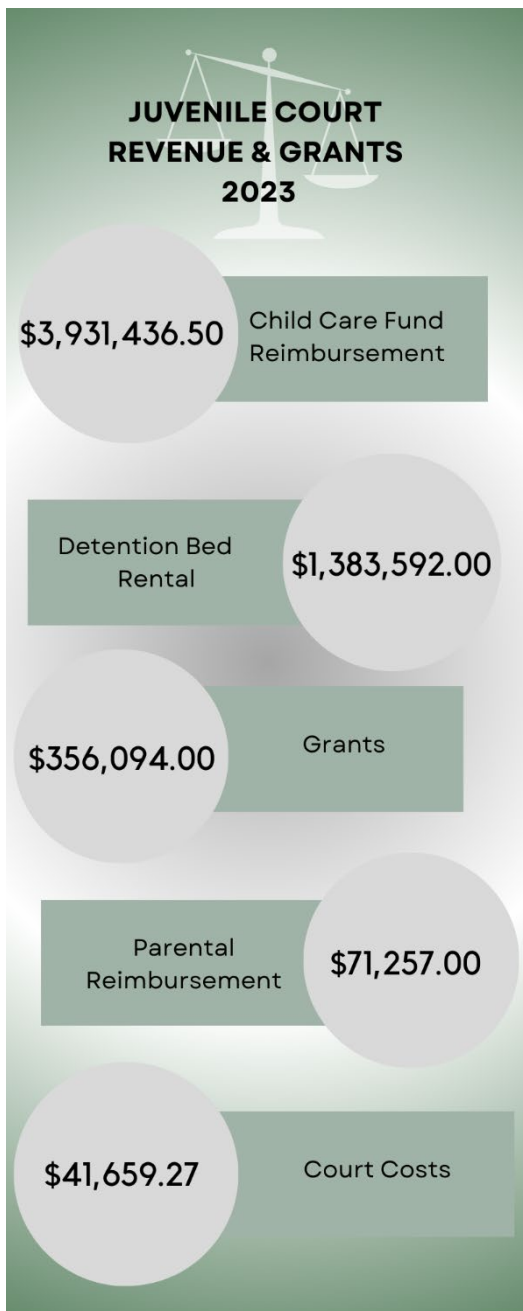 JUVENILE COURT
REVENUE & GRANTS
2023
$3,931,436.50
Child Care Fund
Reimbursement
Detention Bed
Rental
$1,383,592.00
$356,094.00
Grants
Parental
Reimbursement
$71,257.00
$41,659.27
Court Costs